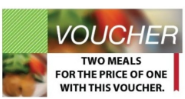 VOUCHER
TWO MEALS
FOR THE PRICE OF ONE
WITH THIS VOUCHER.